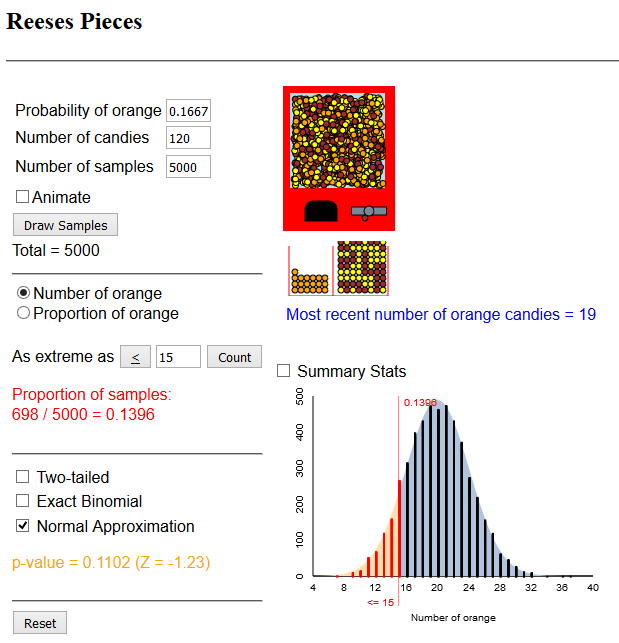 Reeses Pieces
Probability of orange 0.1667
Number of candies 120
Number of samples 5000
Animate
Draw Samples
Total = 5000
Number of orange
Proportion of orange
As extreme as < 15 Count
Proportion of samples:
698 / 5000 = 0.1396
Two-tailed
Exact Binomial
Normal Approximation
p-value = 0.1102 (Z = -1.23)
Reset
Most recent number of orange candies = 19
Summary Stats
0.1396
500
400
300
200
100
0
4 8 12 16 20 24 28 32 36 40
<= 15
Number of orange